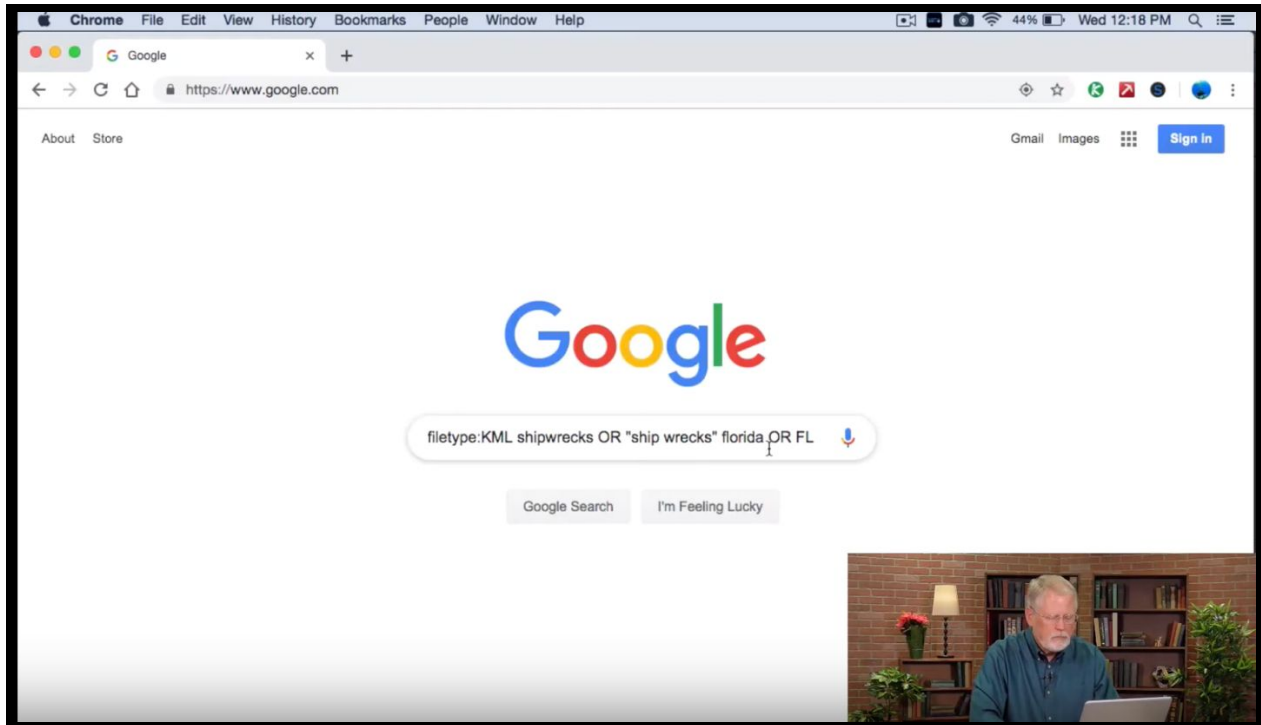 Chrome File Edit View History Bookmarks People Window Help 44% Wed 12:18 PM
Google
https://www.google.com
About Store Gmail Images Sign in
Google
filetype:KML shipwrecks OR "ship wrecks" florida OR FL
Google Search I'm Feeling Lucky